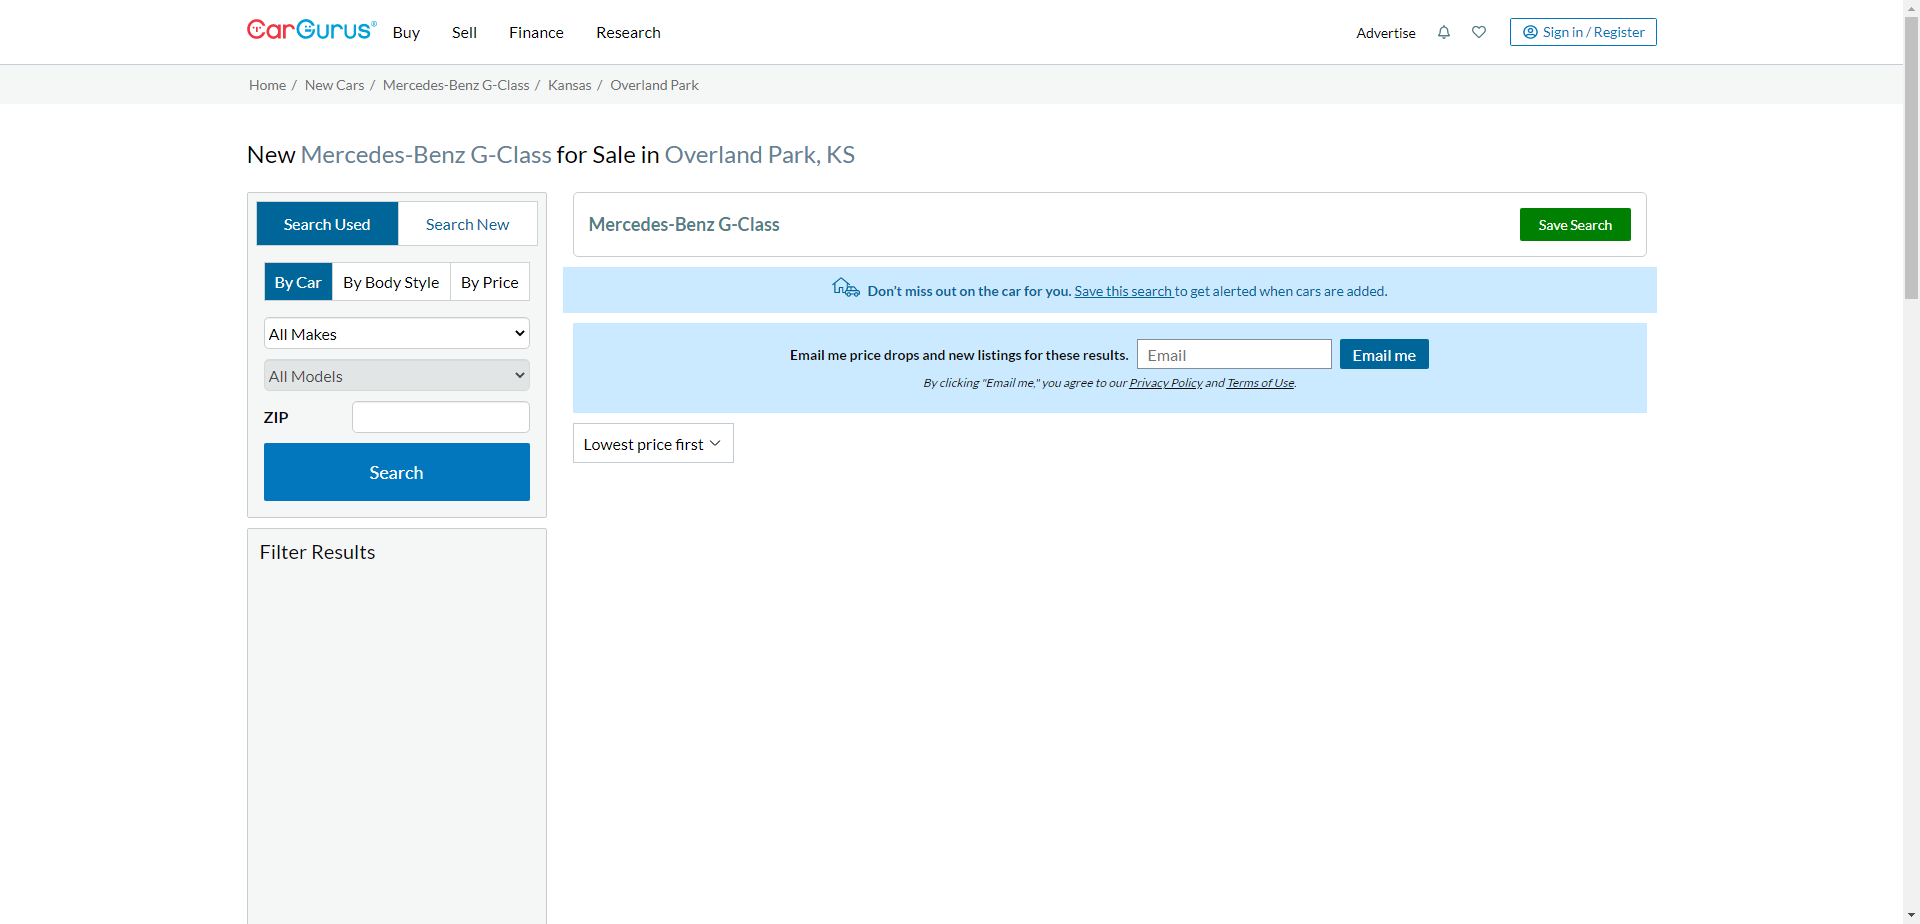 CarGurus® Buy Sell Finance Research Advertise Sign in / Register
Home / New Cars / Mercedes-Benz G-Class / Kansas / Overland Park
New Mercedes-Benz G-Class for Sale in Overland Park, KS
Search Used Search New
By Car By Body Style By Price
All Makes
All Models
ZIP
Search
Filter Results
Mercedes-Benz G-Class Save Search
Don't miss out on the car for you. Save this search to get alerted when cars are added.
Email me price drops and new listings for these results. Email Email me
By clicking "Email me," you agree to our Privacy Policy and Terms of Use.
Lowest price first